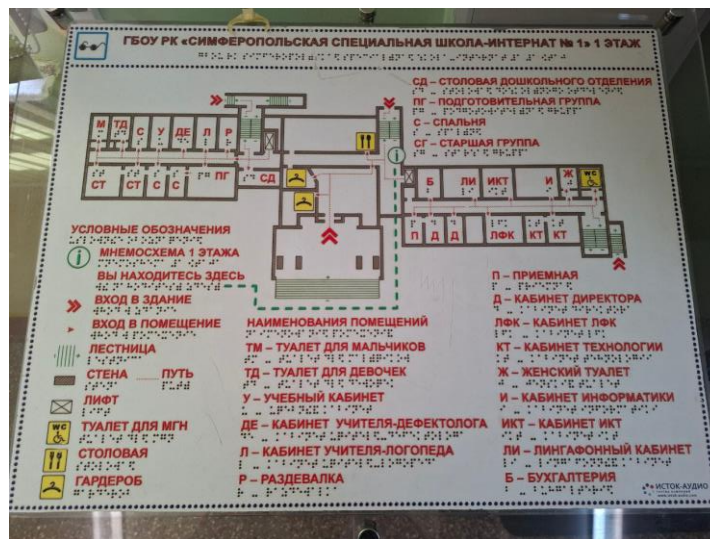 ГБОУ РК «СИМФЕРОПОЛЬСКАЯ СПЕЦИАЛЬНАЯ ШКОЛА-ИНТЕРНАТ № 1» 1 ЭТАЖ
СД – СТОЛОВАЯ ДОШКОЛЬНОГО ОТДЕЛЕНИЯ
ПГ – ПОДГОТОВИТЕЛЬНАЯ ГРУППА
С – СПАЛЬНЯ
СГ – СТАРШАЯ ГРУППА
М ТД С У ДЕ Л Р
СТ СТ С С ПГ СД
Б ЛИ ИКТ И Ж WC
П Д Д ЛФК КТ КТ
УСЛОВНЫЕ ОБОЗНАЧЕНИЯ
МНЕМОСХЕМА 1 ЭТАЖА
ВЫ НАХОДИТЕСЬ ЗДЕСЬ
ВХОД В ЗДАНИЕ
ВХОД В ПОМЕЩЕНИЕ
ЛЕСТНИЦА
СТЕНА ПУТЬ
ЛИФТ
WC ТУАЛЕТ ДЛЯ МГН
СТОЛОВАЯ
ГАРДЕРОБ
НАИМЕНОВАНИЯ ПОМЕЩЕНИЙ
ТМ – ТУАЛЕТ ДЛЯ МАЛЬЧИКОВ
ТД – ТУАЛЕТ ДЛЯ ДЕВОЧЕК
У – УЧЕБНЫЙ КАБИНЕТ
ДЕ – КАБИНЕТ УЧИТЕЛЯ-ДЕФЕКТОЛОГА
Л – КАБИНЕТ УЧИТЕЛЯ-ЛОГОПЕДА
Р – РАЗДЕВАЛКА
П – ПРИЕМНАЯ
Д – КАБИНЕТ ДИРЕКТОРА
ЛФК – КАБИНЕТ ЛФК
КТ – КАБИНЕТ ТЕХНОЛОГИИ
Ж – ЖЕНСКИЙ ТУАЛЕТ
И – КАБИНЕТ ИНФОРМАТИКИ
ИКТ – КАБИНЕТ ИКТ
ЛИ – ЛИНГАФОННЫЙ КАБИНЕТ
Б – БУХГАЛТЕРИЯ
ИСТОК-АУДИО